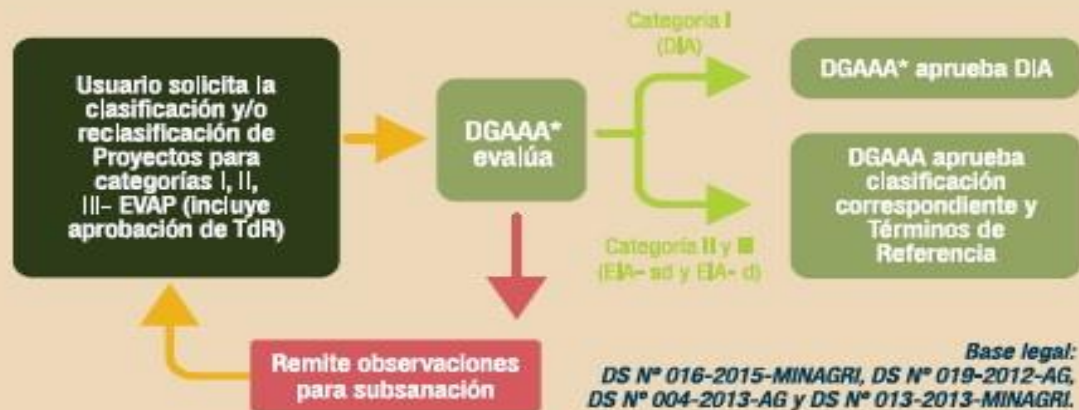 Usuario solicita la
clasificación y/o
reclasificación de
Proyectos para
categorías I, II,
III- EVAP (incluye
aprobación de TdR)
DGAAA*
evalúa
Categoría I
(DIA)
DGAAA* aprueba DIA
Categoría II y III
(EIA- sd y EIA- d)
DGAAA aprueba
clasificación
correspondiente y
Términos de
Referencia
Remite observaciones
para subsanación
Base legal:
DS Nº 016-2015-MINAGRI, DS Nº 019-2012-AG,
DS Nº 004-2013-AG y DS Nº 013-2013-MINAGRI.